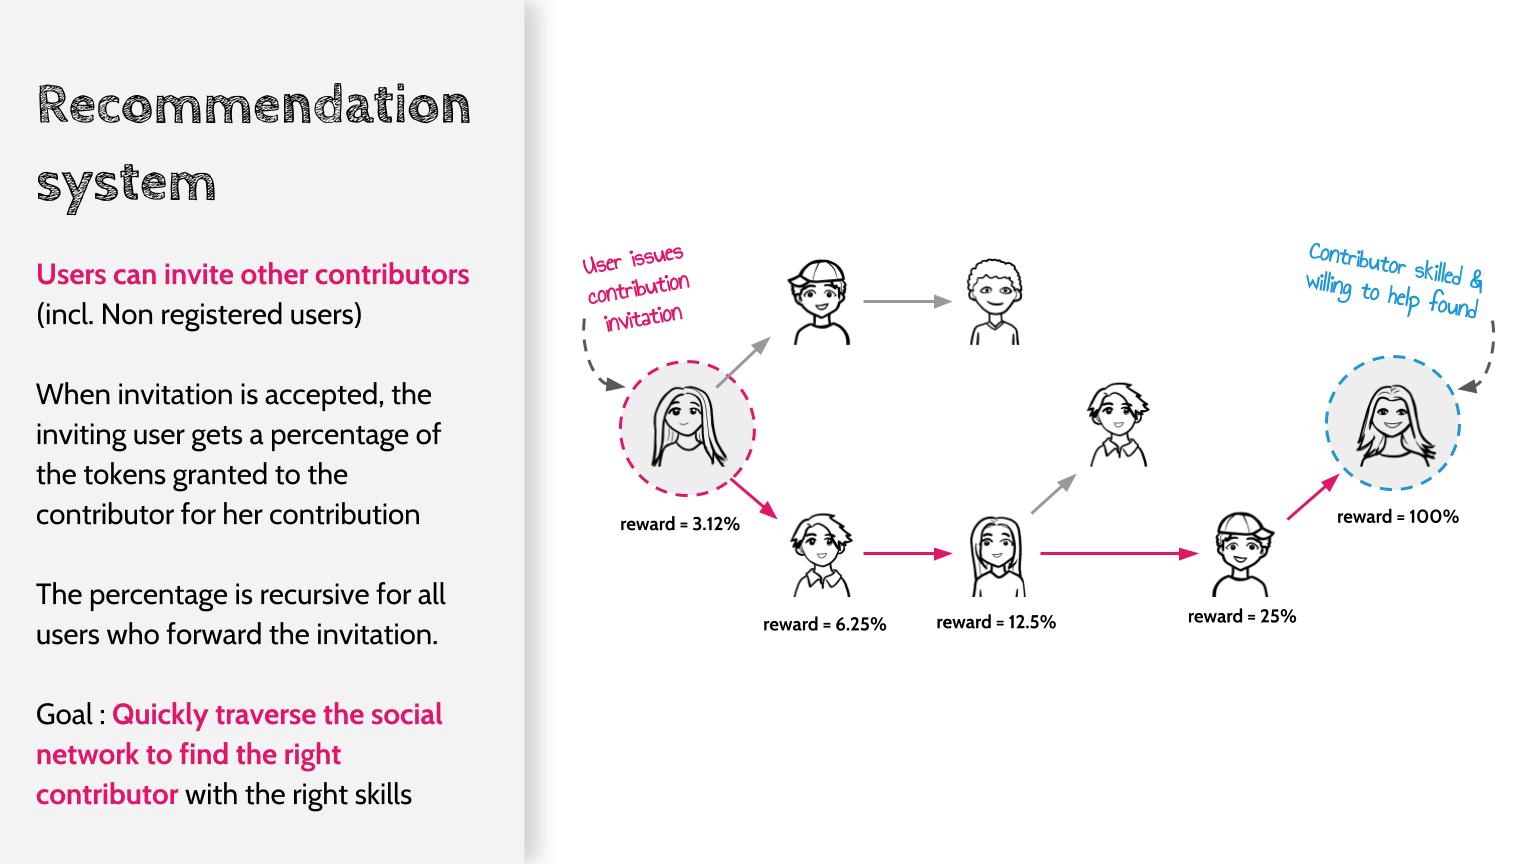 Recommendation
system
Users can invite other contributors
(incl. Non registered users)
When invitation is accepted, the
inviting user gets a percentage of
the tokens granted to the
contributor for her contribution
The percentage is recursive for all
users who forward the invitation.
Goal : Quickly traverse the social
network to find the right
contributor with the right skills
User issues
contribution
invitation
Contributor skilled &
willing to help found
reward = 3.12%
reward = 6.25%
reward = 12.5%
reward = 25%
reward = 100%